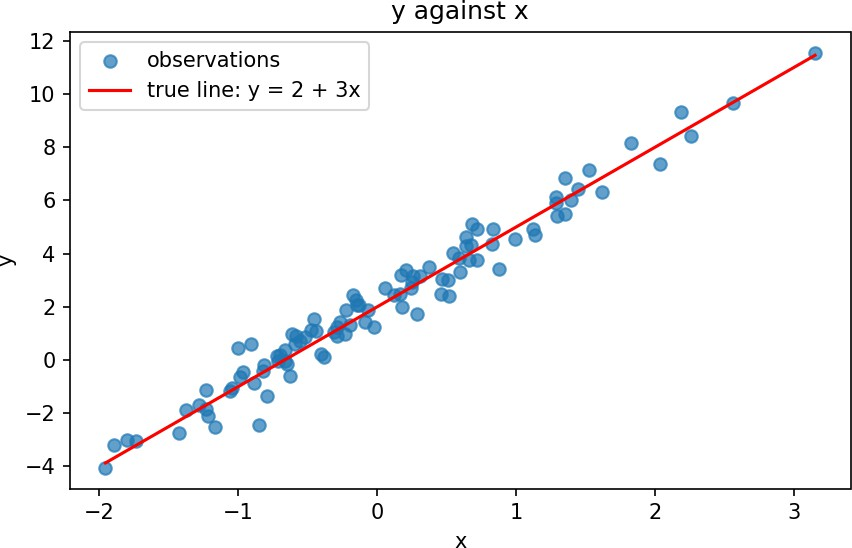 y against x
observations
true line: y = 2 + 3x
12
10
8
6
4
2
0
−2
−4
y
−2 −1 0 1 2 3
x